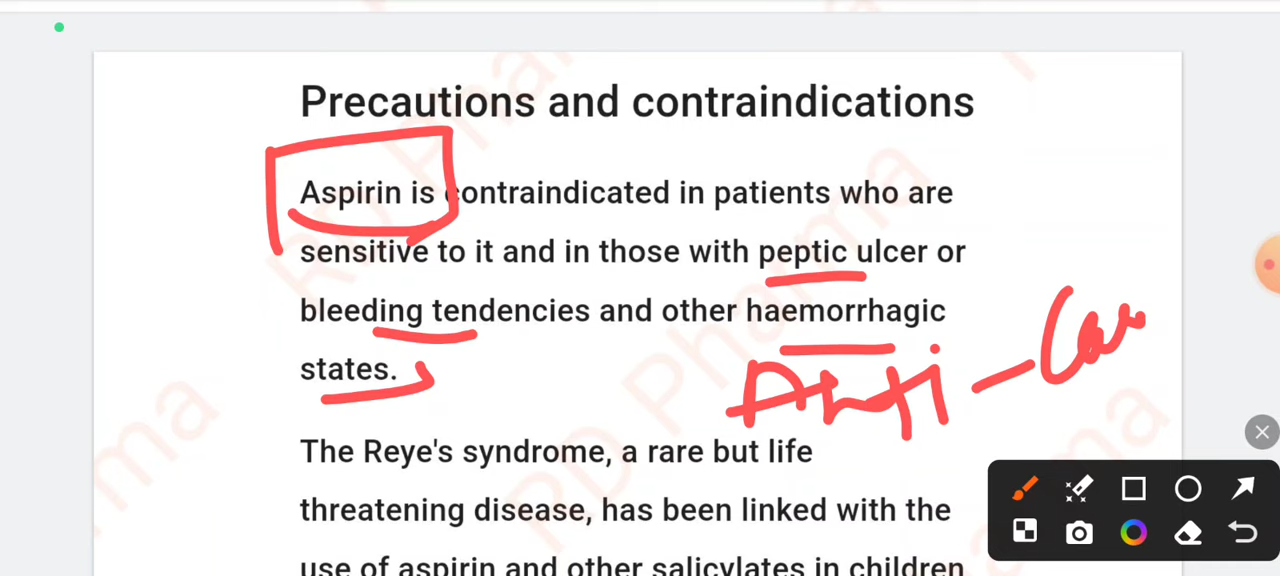 Precautions and contraindications
Aspirin is contraindicated in patients who are
sensitive to it and in those with peptic ulcer or
bleeding tendencies and other haemorrhagic
states.
Anti -
The Reye's syndrome, a rare but life
threatening disease, has been linked with the
use of aspirin and other salicylates in children
RD Pharma